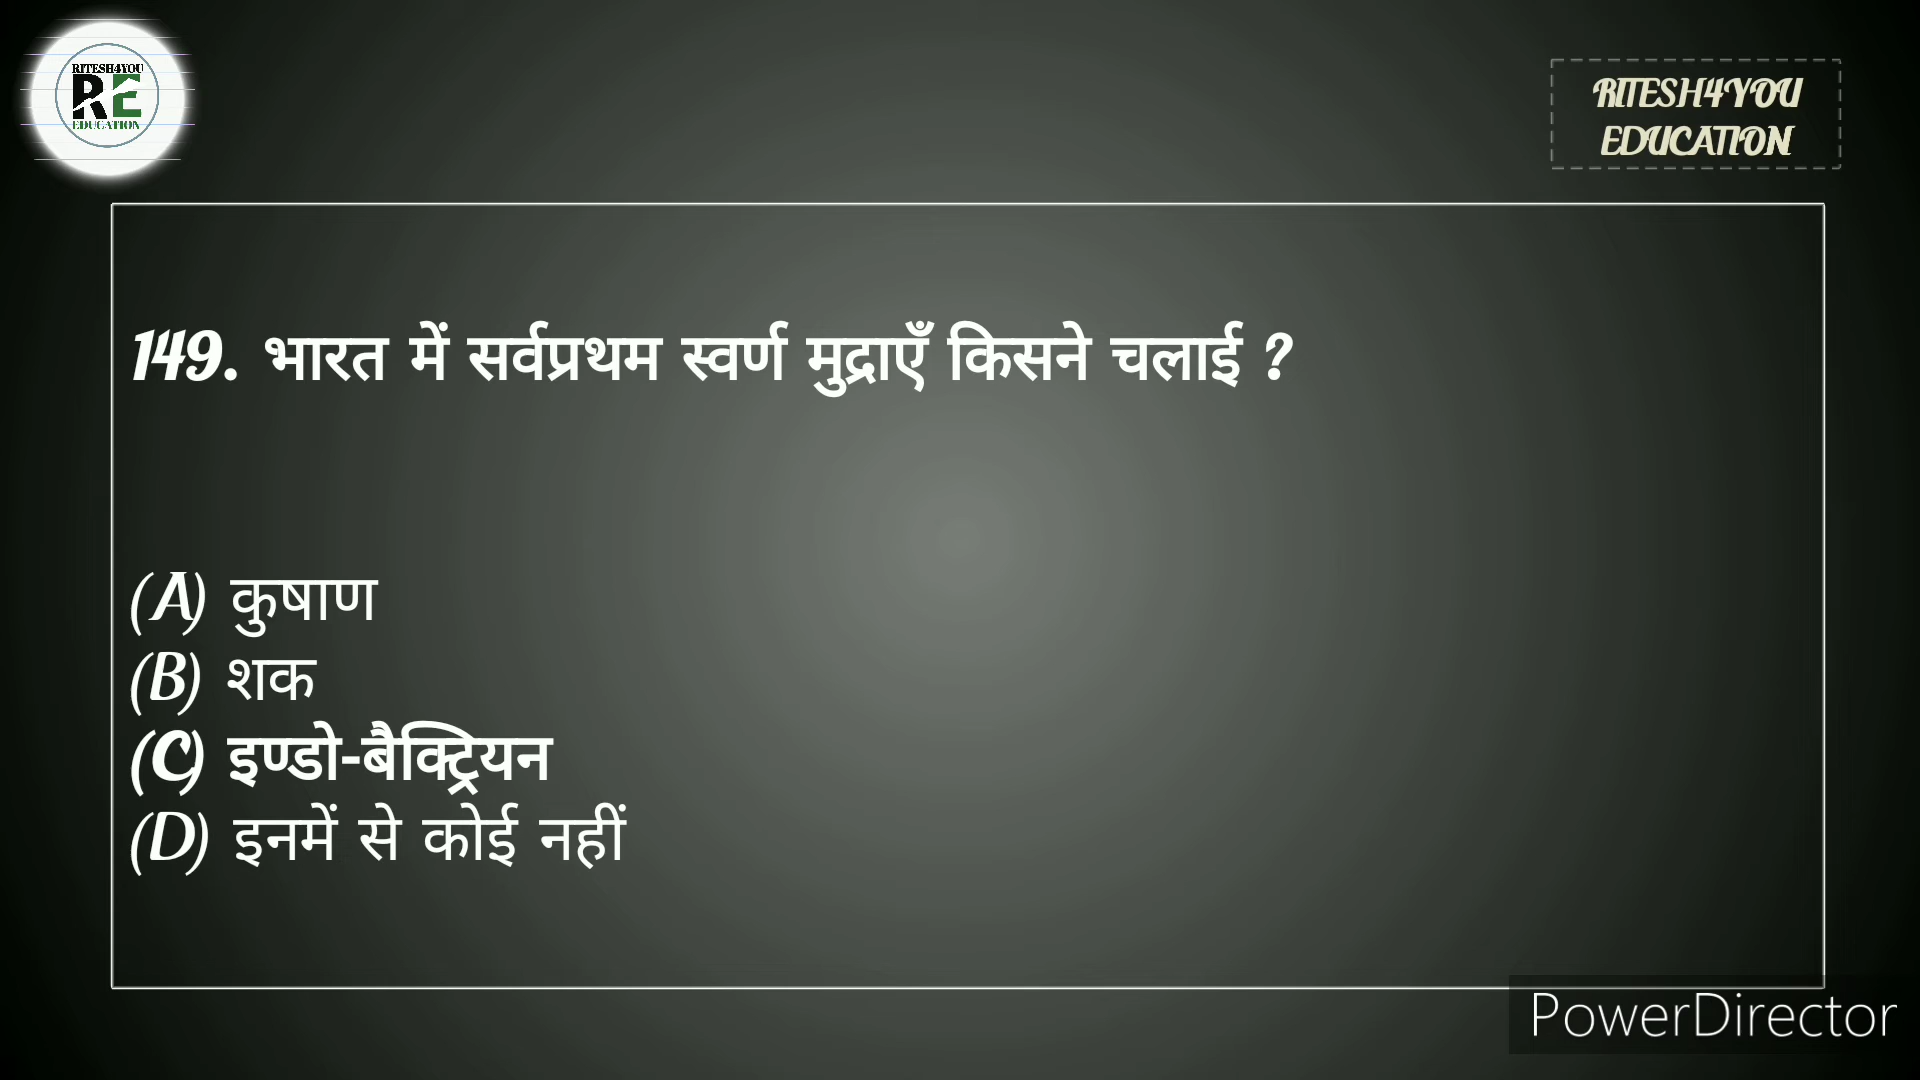 RITESH4YOU
RE
EDUCATION
RITESH4YOU
EDUCATION
149. भारत में सर्वप्रथम स्वर्ण मुद्राएँ किसने चलाई ?
(A) कुषाण
(B) शक
(C) इण्डो-बैक्ट्रियन
(D) इनमें से कोई नहीं
PowerDirector